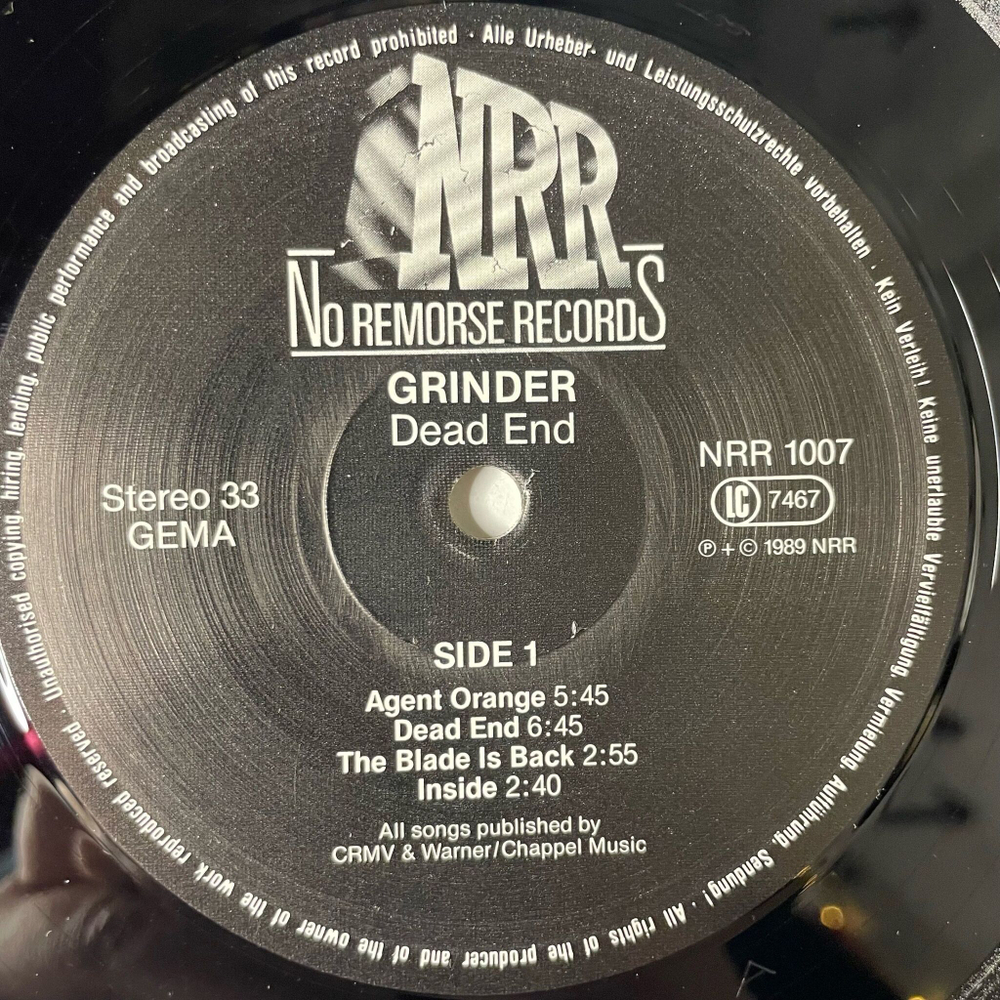 NRR
NO REMORSE RECORDS
GRINDER
Dead End
Stereo 33
GEMA
NRR 1007
LC 7467
℗ + © 1989 NRR
SIDE 1
Agent Orange 5:45
Dead End 6:45
The Blade Is Back 2:55
Inside 2:40
All songs published by
CRMV & Warner/Chappel Music
Alle Urheber- und Leistungsschutzrechte vorbehalten · Kein Verleih! Keine unerlaubte Vervielfältigung, Vermietung, Aufführung, Sendung! · All rights of the producer and of the owner of the work reproduced reserved · Unauthorised copying, hiring, lending, public performance and broadcasting of this record prohibited ·